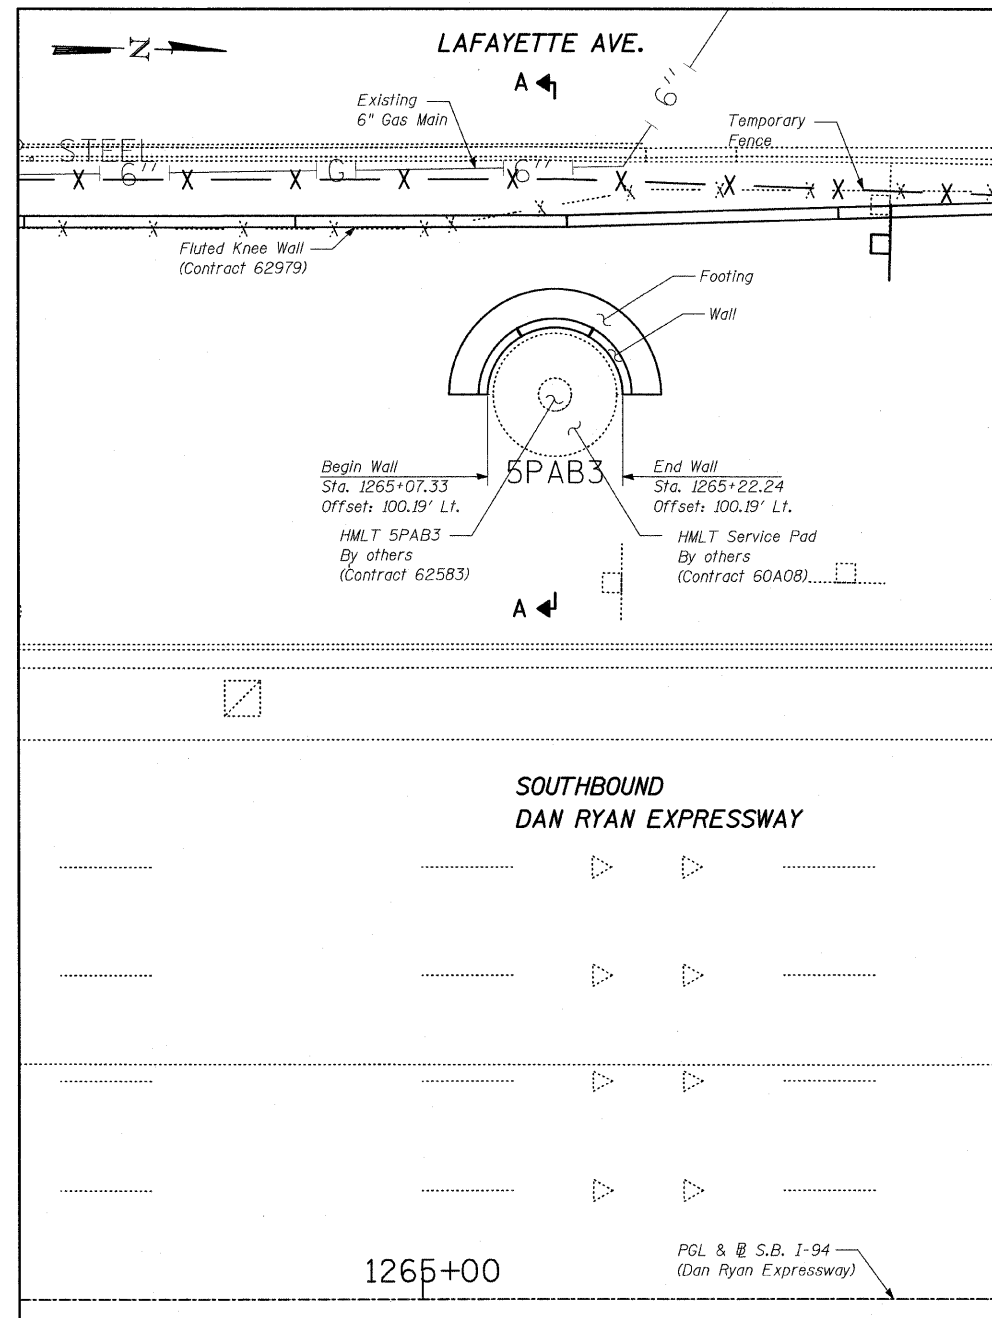 N
LAFAYETTE AVE.
A
Existing
6" Gas Main
6"
Temporary
Fence
STEEL
6"
G
6"
Fluted Knee Wall
(Contract 62979)
Footing
Wall
5PAB3
Begin Wall
Sta. 1265+07.33
Offset: 100.19' Lt.
End Wall
Sta. 1265+22.24
Offset: 100.19' Lt.
HMLT 5PAB3
By others
(Contract 62583)
HMLT Service Pad
By others
(Contract 60A08)
A
SOUTHBOUND
DAN RYAN EXPRESSWAY
1265+00
PGL & BL S.B. I-94
(Dan Ryan Expressway)